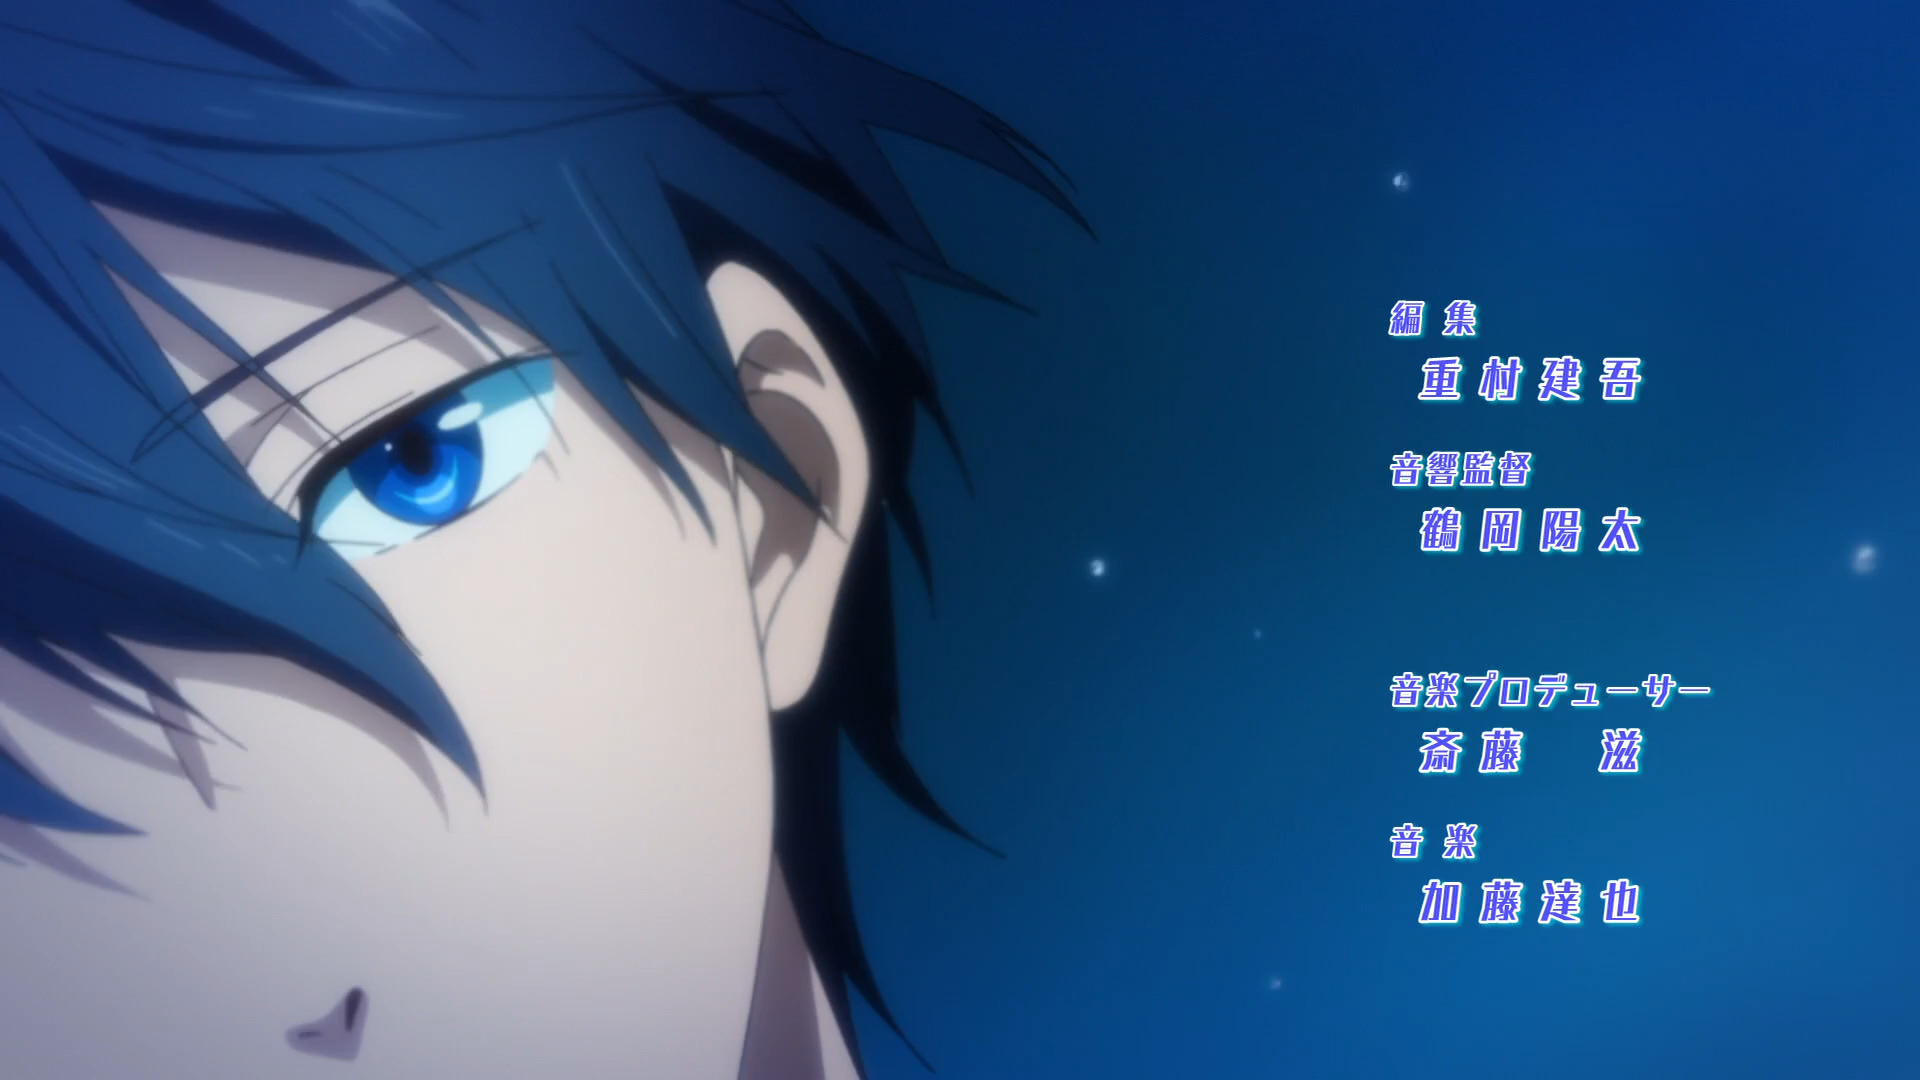 編集
重村建吾
音響監督
鶴岡陽太
音楽プロデューサー
斎藤 滋
音楽
加藤達也